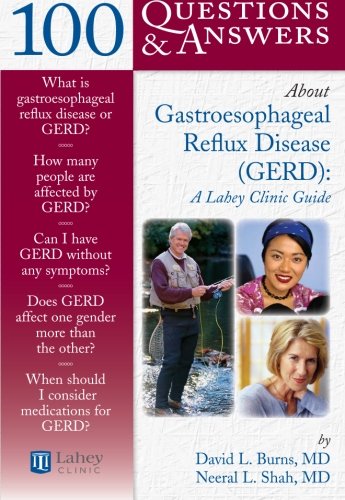 100 QUESTIONS
& ANSWERS
About
Gastroesophageal
Reflux Disease
(GERD):
A Lahey Clinic Guide
What is
gastroesophageal
reflux disease or
GERD?
How many
people are
affected by
GERD?
Can I have
GERD without
any symptoms?
Does GERD
affect one gender
more than
the other?
When should
I consider
medications for
GERD?
Lahey
CLINIC
by
David L. Burns, MD
Neeral L. Shah, MD